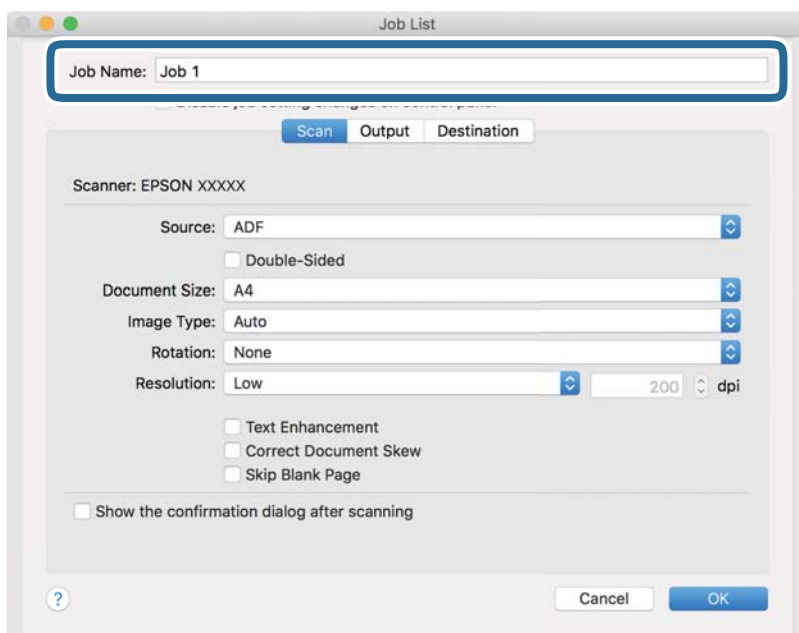 Job List
Job Name: Job 1
Scan Output Destination
Scanner: EPSON XXXXX
Source: ADF
Double-Sided
Document Size: A4
Image Type: Auto
Rotation: None
Resolution: Low 200 dpi
Text Enhancement
Correct Document Skew
Skip Blank Page
Show the confirmation dialog after scanning
? Cancel OK